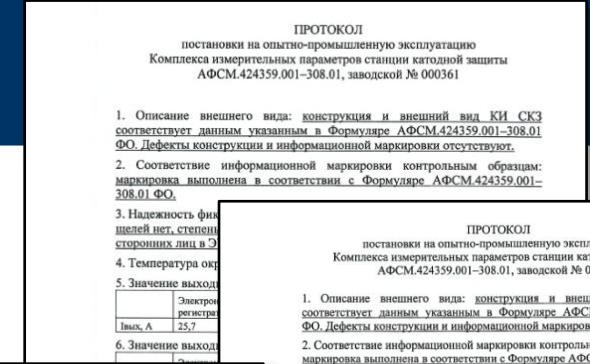 ПРОТОКОЛ
постановки на опытно-промышленную эксплуатацию
Комплекса измерительных параметров станции катодной защиты
АФСМ.424359.001–308.01, заводской № 000361
1. Описание внешнего вида: конструкция и внешний вид КИ СКЗ
соответствует данным указанным в Формуляре АФСМ.424359.001–308.01
ФО. Дефекты конструкции и информационной маркировки отсутствуют.
2. Соответствие информационной маркировки контрольным образцам:
маркировка выполнена в соответствии с Формуляре АФСМ.424359.001–
308.01 ФО.
3. Надежность фик
щелей нет, степень
сторонних лиц в Э
4. Температура окр
5. Значение выходн
Электрон
регистра
Iвых, А 25,7
6. Значение выходн
ПРОТОКОЛ
постановки на опытно-промышленную экспл
Комплекса измерительных параметров станции кат
АФСМ.424359.001–308.01, заводской № 0
1. Описание внешнего вида: конструкция и внеш
соответствует данным указанным в Формуляре АФС
ФО. Дефекты конструкции и информационной маркиров
2. Соответствие информационной маркировки контрольн
маркировка выполнена в соответствии с Формуляре АФС